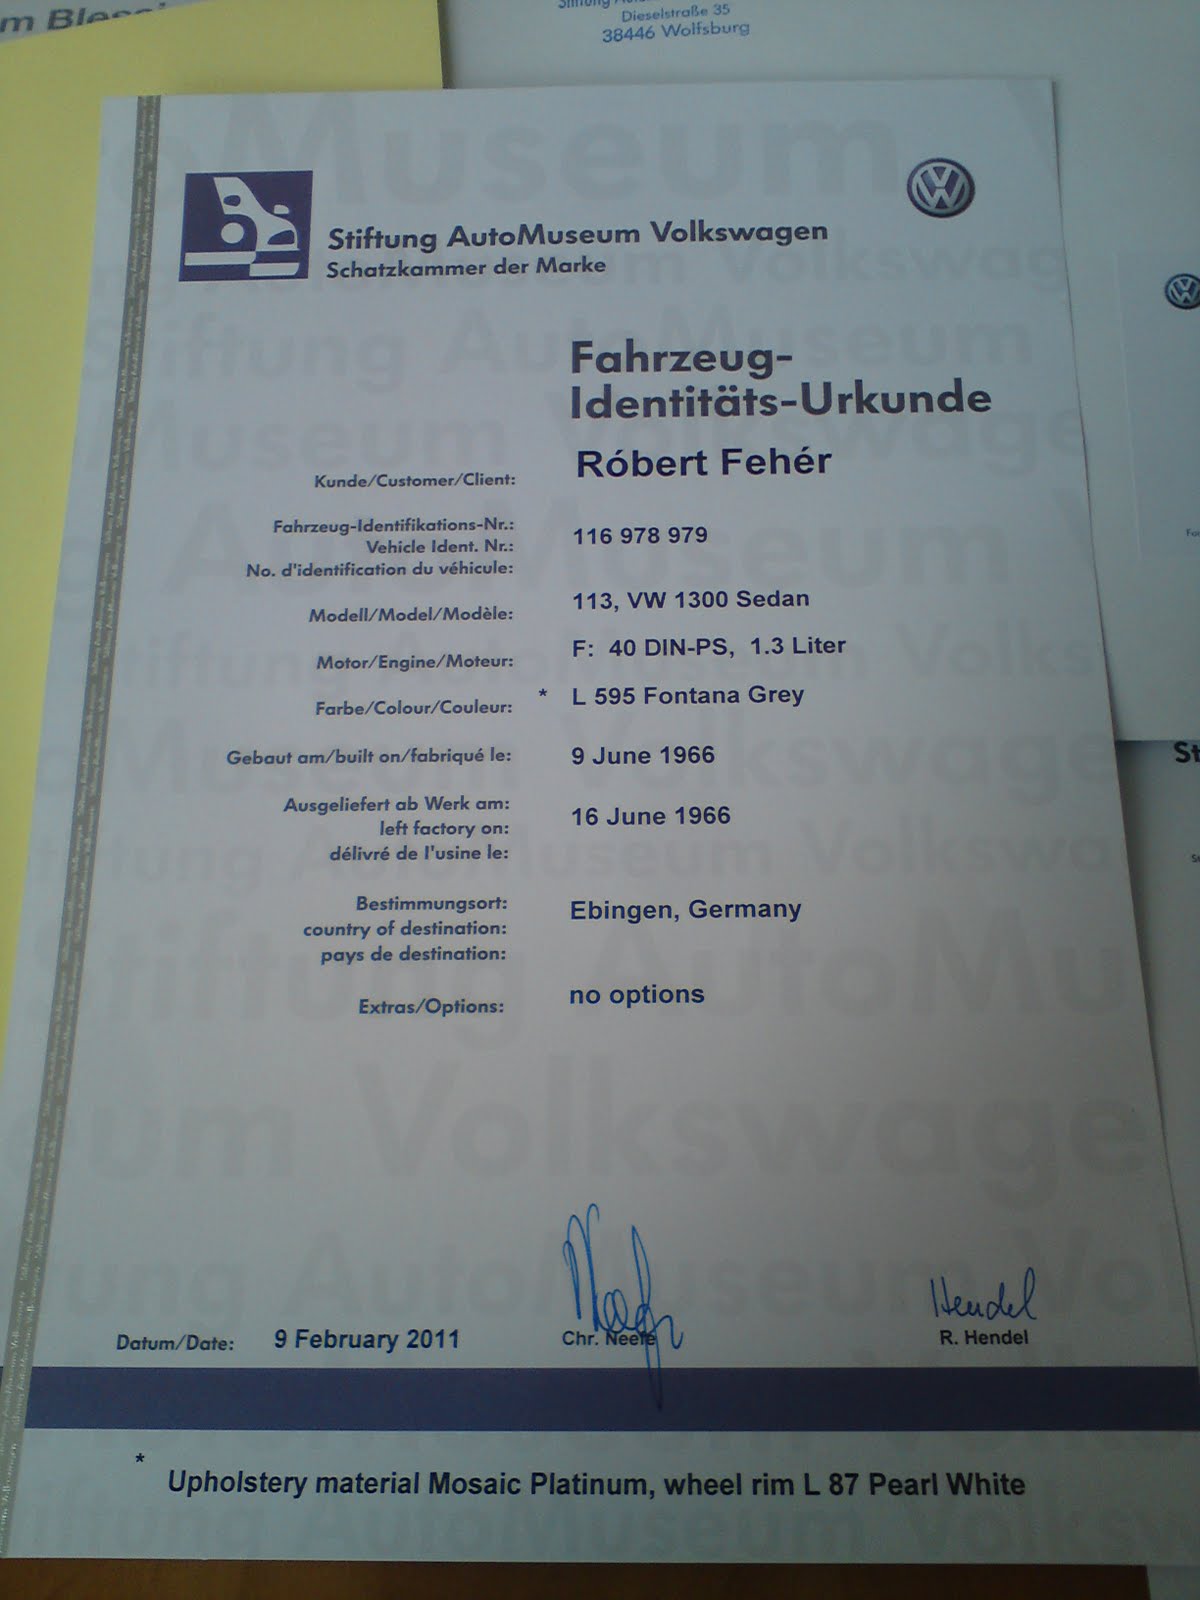 Dieselstraße 35
38446 Wolfsburg
Stiftung AutoMuseum Volkswagen
Schatzkammer der Marke
Fahrzeug-
Identitäts-Urkunde
Kunde/Customer/Client: Róbert Fehér
Fahrzeug-Identifikations-Nr.:
Vehicle Ident. Nr.: 116 978 979
No. d'identification du véhicule:
Modell/Model/Modèle: 113, VW 1300 Sedan
Motor/Engine/Moteur: F: 40 DIN-PS, 1.3 Liter
Farbe/Colour/Couleur: * L 595 Fontana Grey
Gebaut am/built on/fabriqué le: 9 June 1966
Ausgeliefert ab Werk am:
left factory on: 16 June 1966
délivré de l'usine le:
Bestimmungsort: Ebingen, Germany
country of destination:
pays de destination:
Extras/Options: no options
Hendel
Datum/Date: 9 February 2011 Chr. Neefe R. Hendel
*
Upholstery material Mosaic Platinum, wheel rim L 87 Pearl White